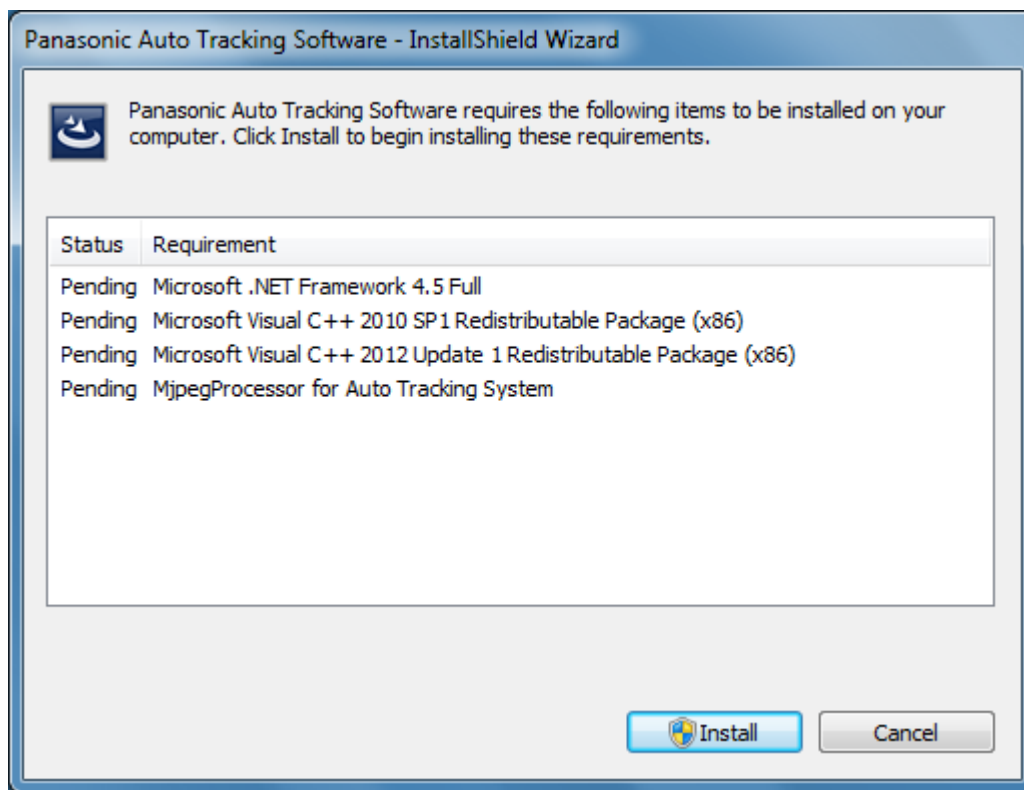 Panasonic Auto Tracking Software - InstallShield Wizard
Panasonic Auto Tracking Software requires the following items to be installed on your
computer. Click Install to begin installing these requirements.
Status Requirement
Pending Microsoft .NET Framework 4.5 Full
Pending Microsoft Visual C++ 2010 SP1 Redistributable Package (x86)
Pending Microsoft Visual C++ 2012 Update 1 Redistributable Package (x86)
Pending MjpegProcessor for Auto Tracking System
Install Cancel